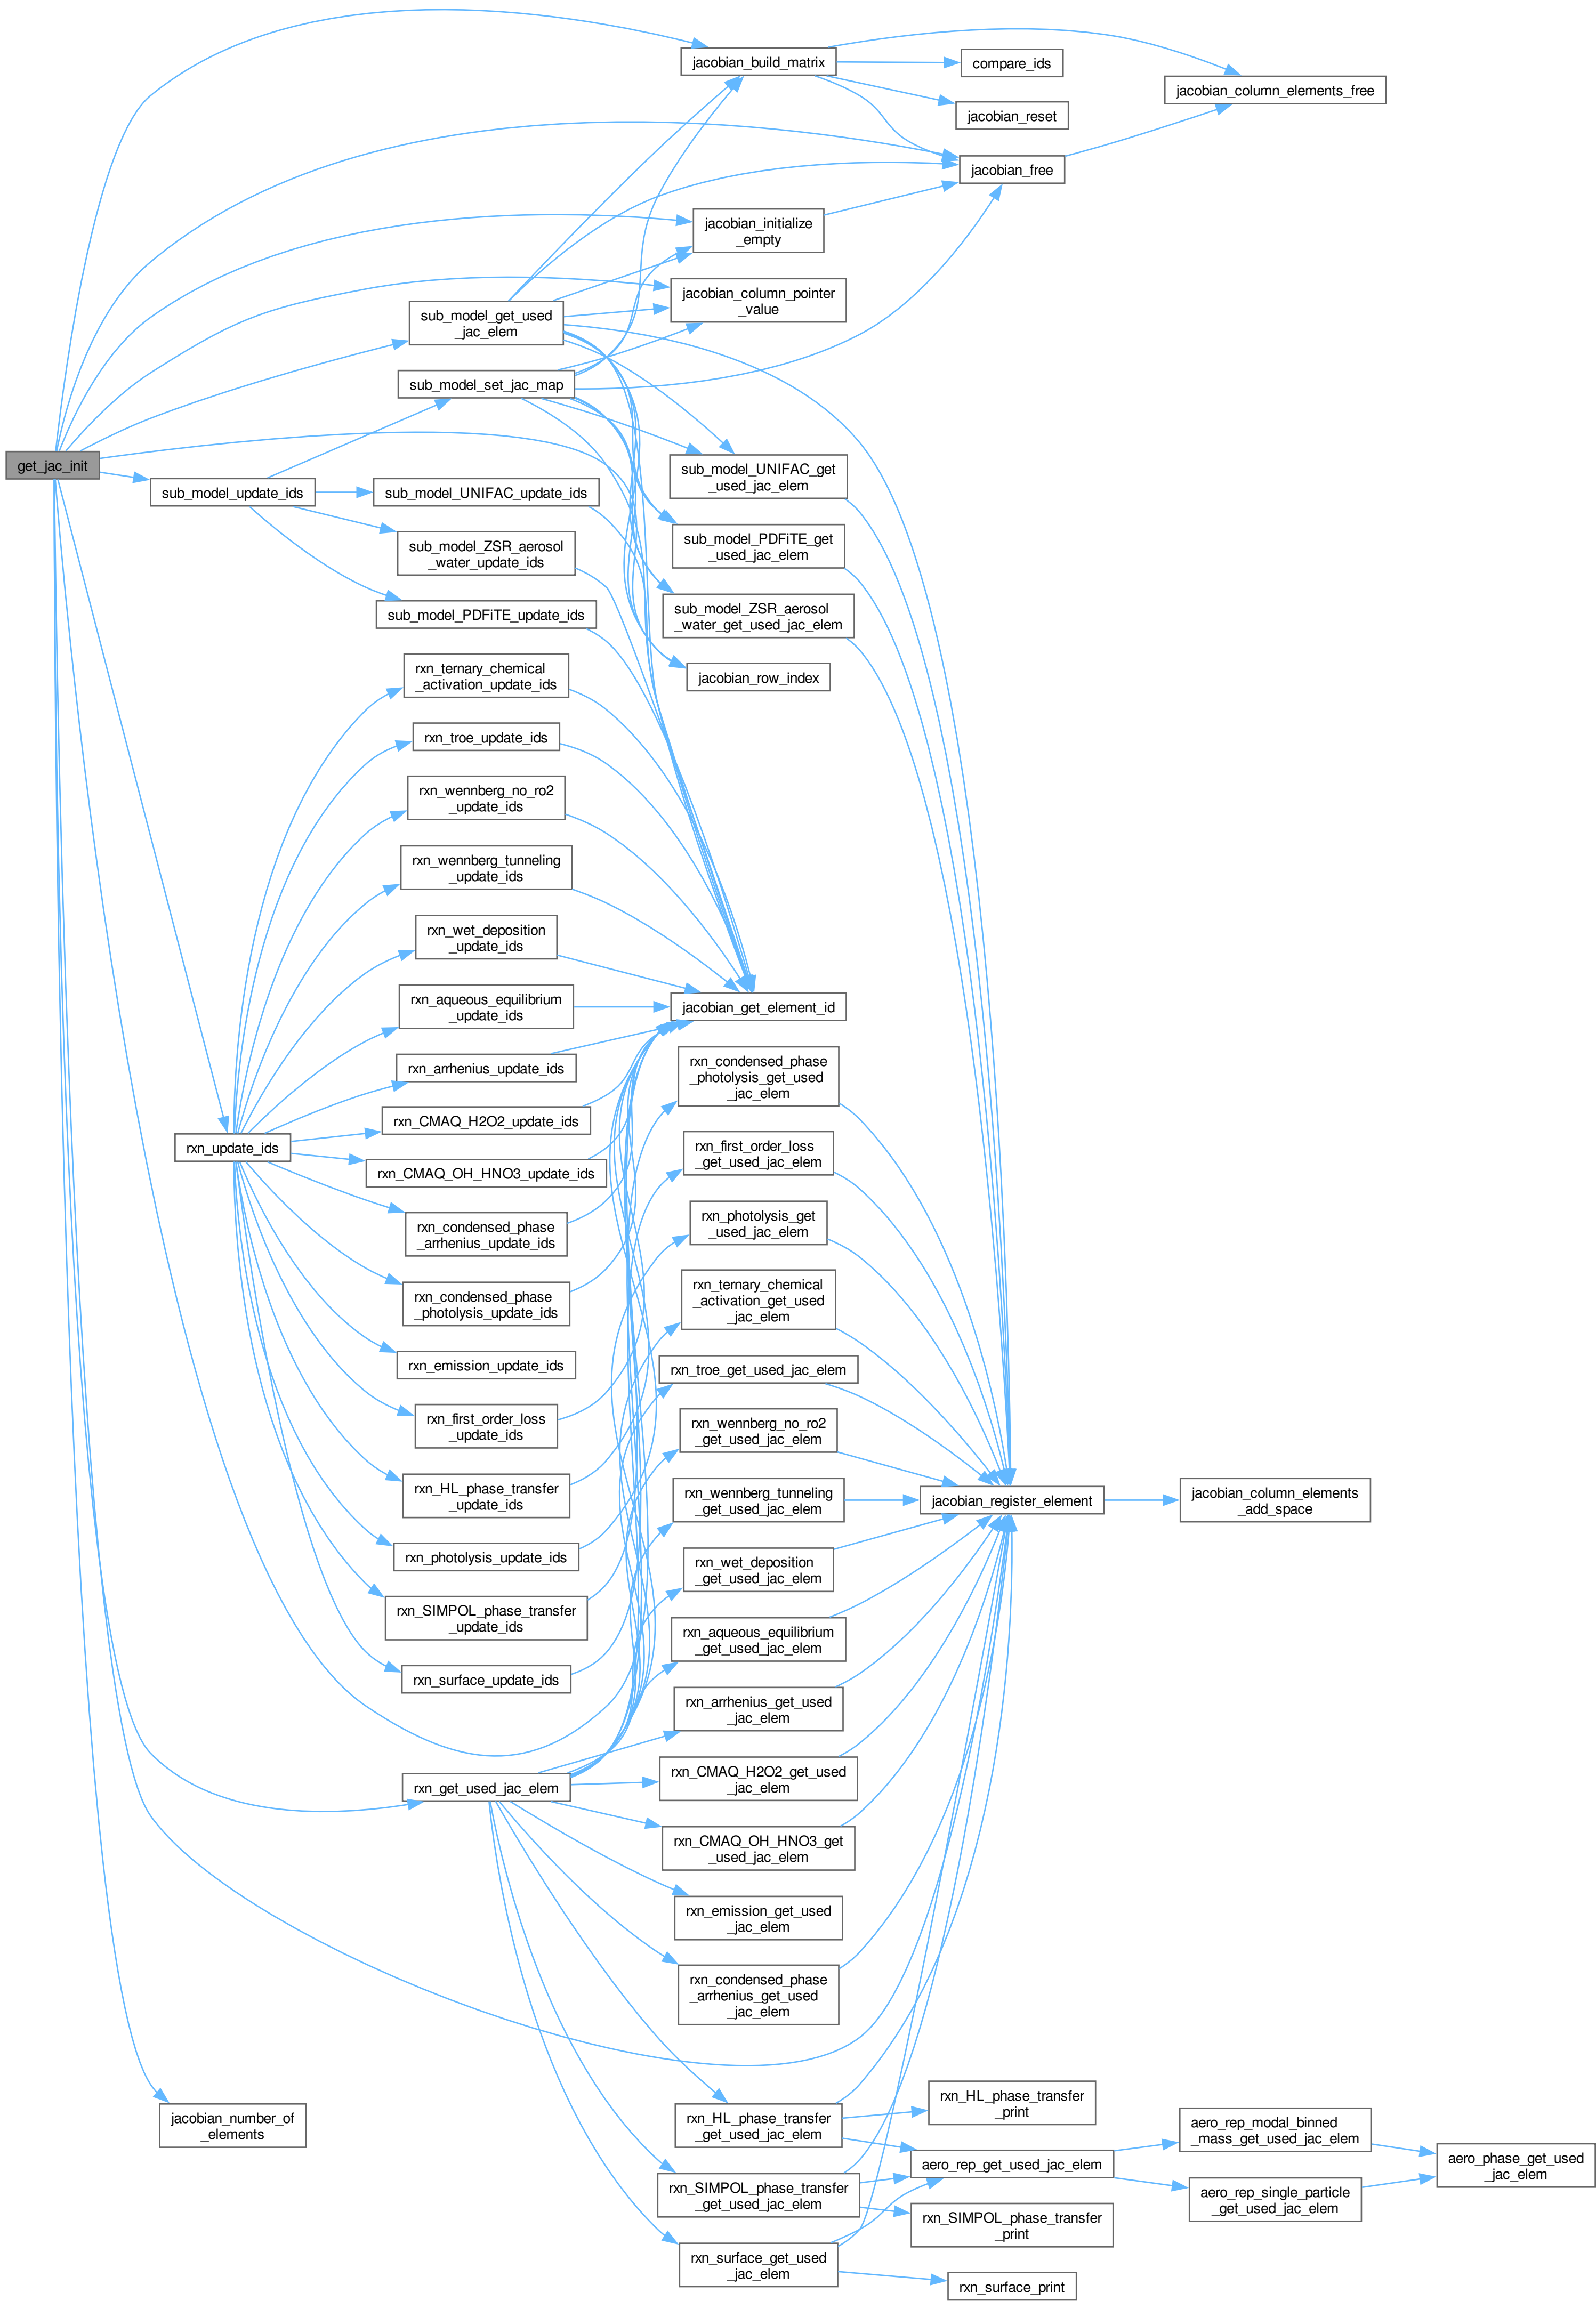 get_jac_init
jacobian_build_matrix
compare_ids
jacobian_column_elements_free
jacobian_reset
jacobian_free
jacobian_initialize
_empty
jacobian_column_pointer
_value
sub_model_get_used
_jac_elem
sub_model_set_jac_map
sub_model_update_ids
sub_model_UNIFAC_update_ids
sub_model_ZSR_aerosol
_water_update_ids
sub_model_PDFiTE_update_ids
sub_model_UNIFAC_get
_used_jac_elem
sub_model_PDFiTE_get
_used_jac_elem
sub_model_ZSR_aerosol
_water_get_used_jac_elem
jacobian_row_index
rxn_ternary_chemical
_activation_update_ids
rxn_troe_update_ids
rxn_wennberg_no_ro2
_update_ids
rxn_wennberg_tunneling
_update_ids
rxn_wet_deposition
_update_ids
rxn_aqueous_equilibrium
_update_ids
rxn_arrhenius_update_ids
rxn_CMAQ_H2O2_update_ids
rxn_update_ids
rxn_CMAQ_OH_HNO3_update_ids
rxn_condensed_phase
_arrhenius_update_ids
rxn_condensed_phase
_photolysis_update_ids
rxn_emission_update_ids
rxn_first_order_loss
_update_ids
rxn_HL_phase_transfer
_update_ids
rxn_photolysis_update_ids
rxn_SIMPOL_phase_transfer
_update_ids
rxn_surface_update_ids
jacobian_get_element_id
rxn_condensed_phase
_photolysis_get_used
_jac_elem
rxn_first_order_loss
_get_used_jac_elem
rxn_photolysis_get
_used_jac_elem
rxn_ternary_chemical
_activation_get_used
_jac_elem
rxn_troe_get_used_jac_elem
rxn_wennberg_no_ro2
_get_used_jac_elem
rxn_wennberg_tunneling
_get_used_jac_elem
jacobian_register_element
jacobian_column_elements
_add_space
rxn_wet_deposition
_get_used_jac_elem
rxn_aqueous_equilibrium
_get_used_jac_elem
rxn_arrhenius_get_used
_jac_elem
rxn_get_used_jac_elem
rxn_CMAQ_H2O2_get_used
_jac_elem
rxn_CMAQ_OH_HNO3_get
_used_jac_elem
rxn_emission_get_used
_jac_elem
rxn_condensed_phase
_arrhenius_get_used
_jac_elem
jacobian_number_of
_elements
rxn_HL_phase_transfer
_get_used_jac_elem
rxn_HL_phase_transfer
_print
aero_rep_get_used_jac_elem
aero_rep_modal_binned
_mass_get_used_jac_elem
aero_phase_get_used
_jac_elem
rxn_SIMPOL_phase_transfer
_get_used_jac_elem
aero_rep_single_particle
_get_used_jac_elem
rxn_SIMPOL_phase_transfer
_print
rxn_surface_get_used
_jac_elem
rxn_surface_print